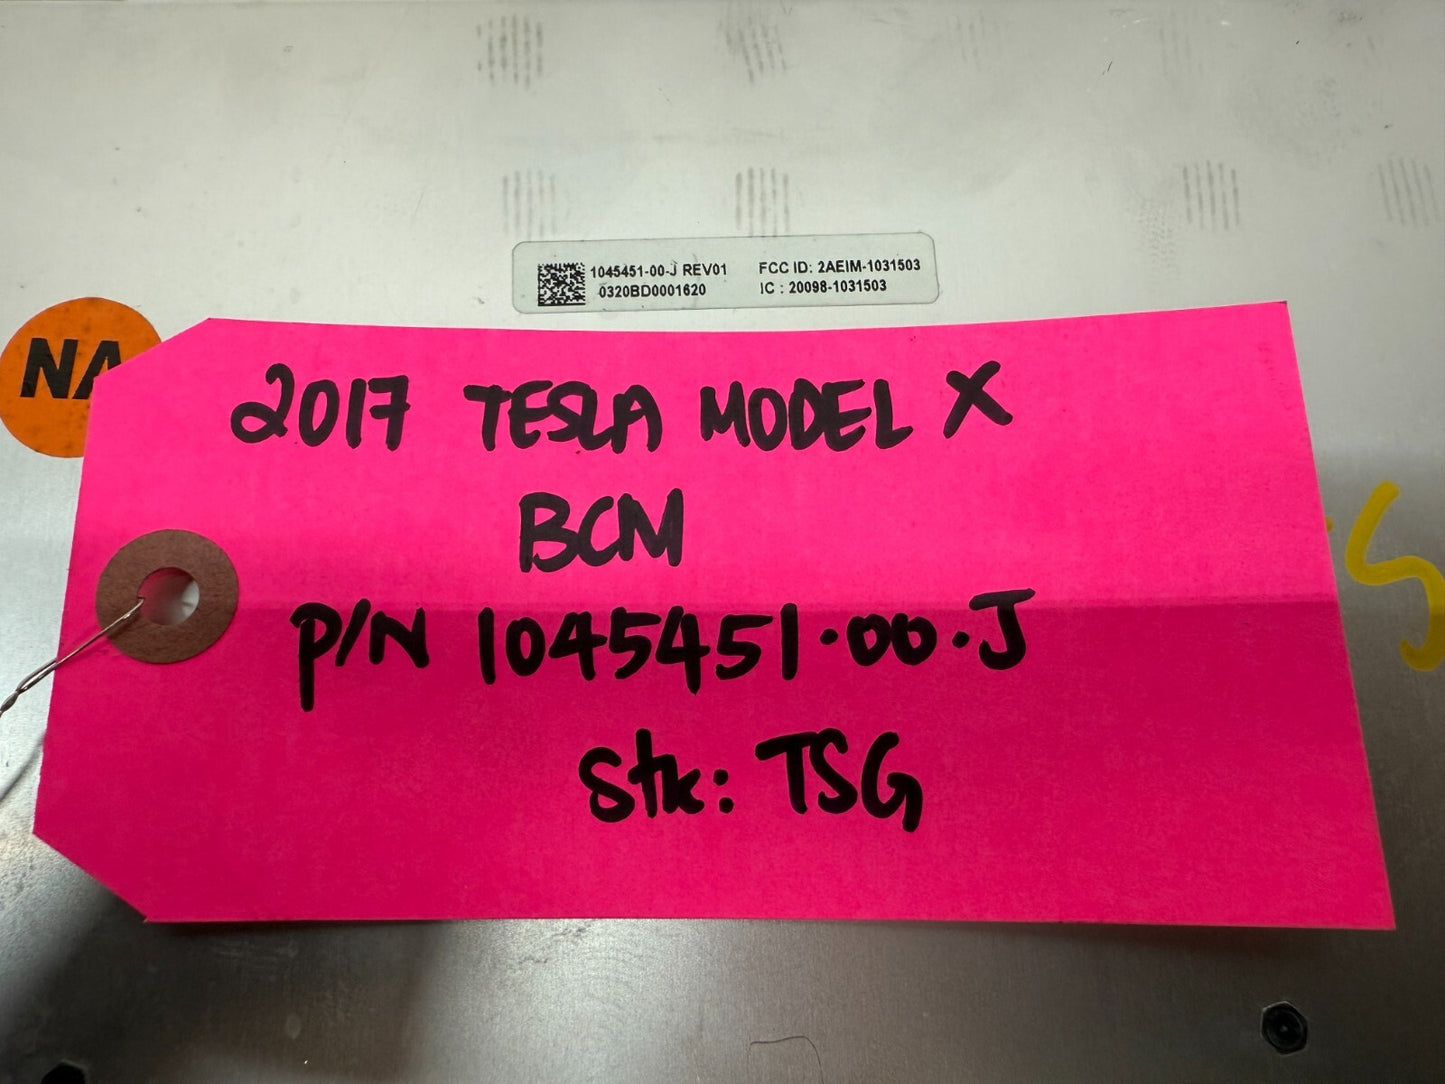 1045451-00-J REV01 FCC ID: 2AEIM-1031503
0320BD0001620 IC : 20098-1031503
NA
2017 TESLA MODEL X
BCM
P/N 1045451-00-J
Stk: TSG
S